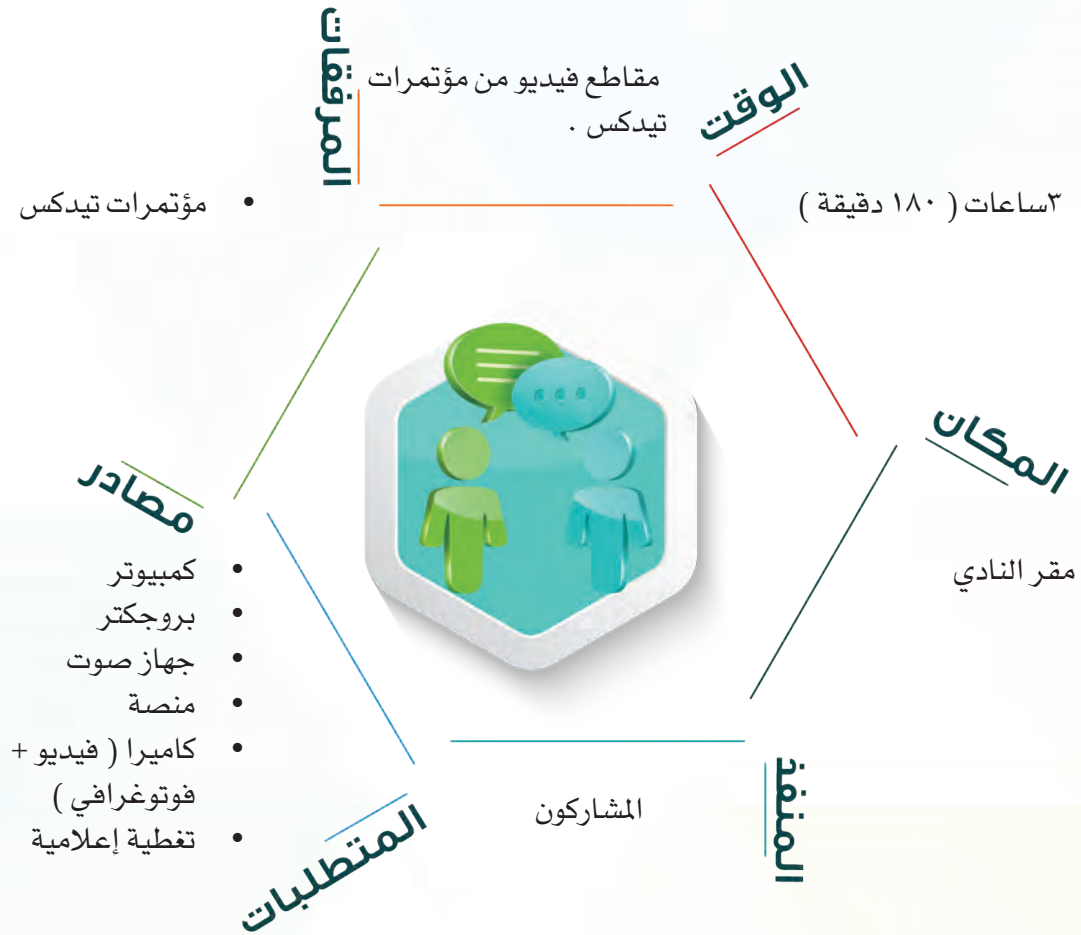 المرفقات
مقاطع فيديو من مؤتمرات
تيدكس .
الوقت
٣ساعات ( ١٨٠ دقيقة )
المكان
مقر النادي
المنفذ
المشاركون
المتطلبات
• كمبيوتر
• بروجكتر
• جهاز صوت
• منصة
• كاميرا ( فيديو +
فوتوغرافي )
• تغطية إعلامية
مصادر
• مؤتمرات تيدكس